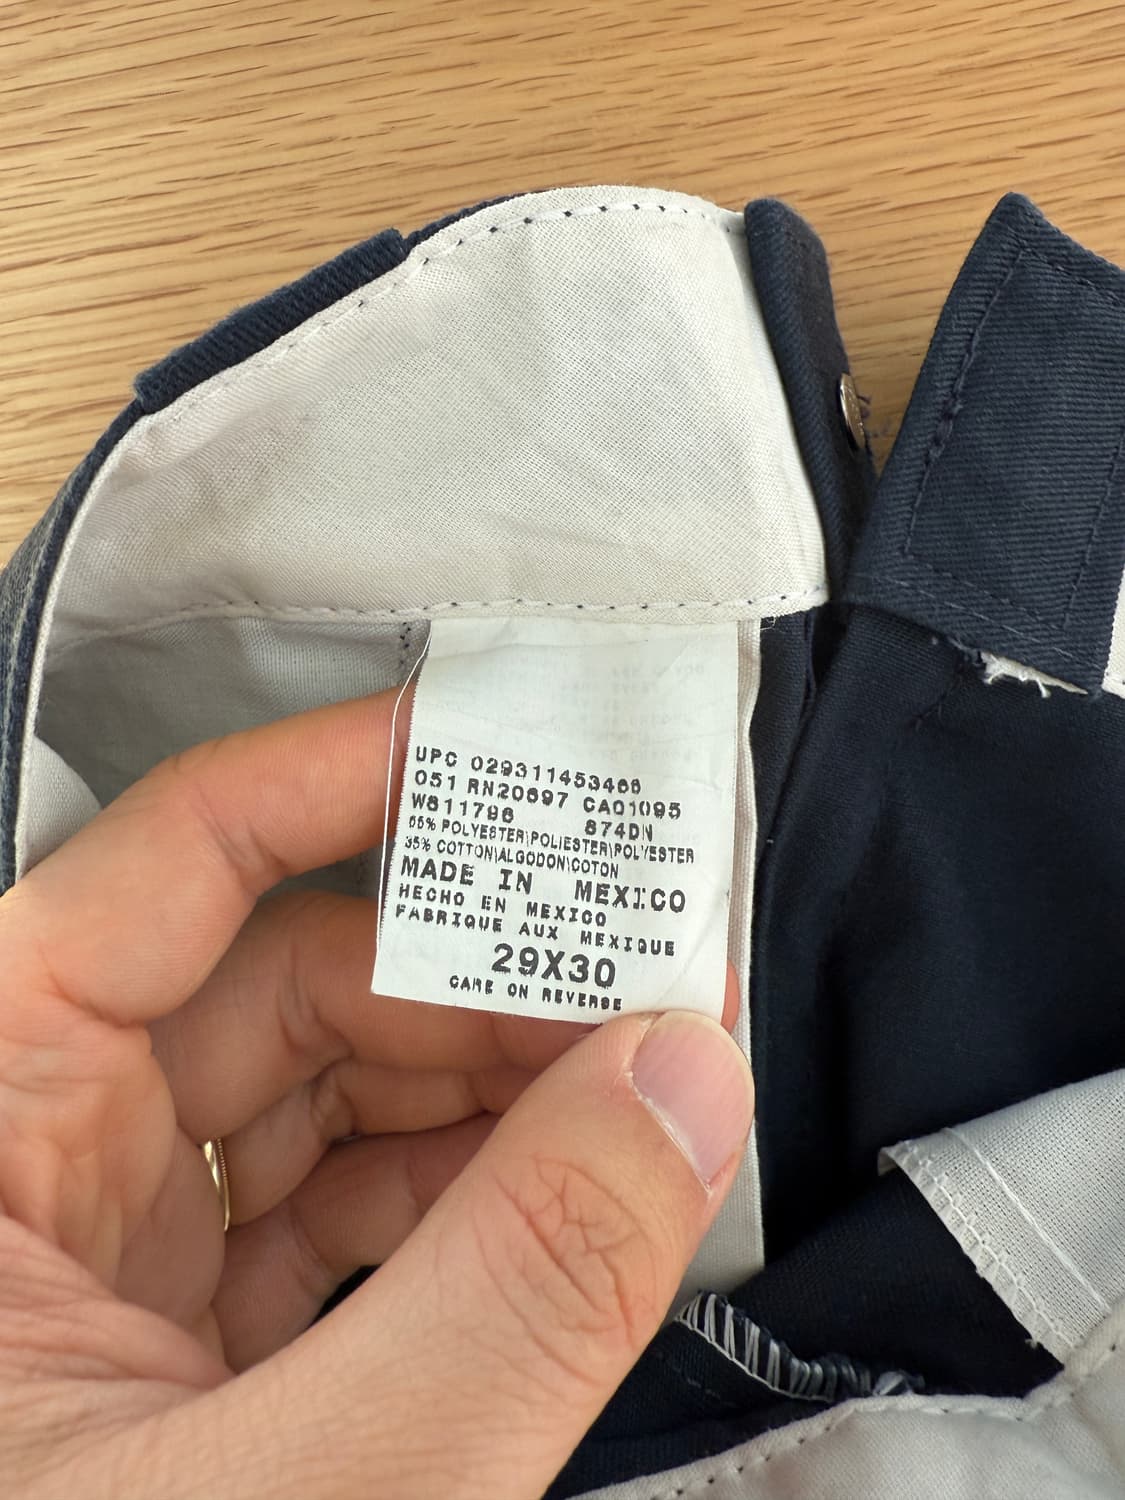 UPC 029311453466
051 RN20697 CA01095
W811796 874DN
65% POLYESTER\POLIESTER\POLYESTER
35% COTTON\ALGODON\COTON
MADE IN MEXICO
HECHO EN MEXICO
FABRIQUE AUX MEXIQUE
29X30
CARE ON REVERSE